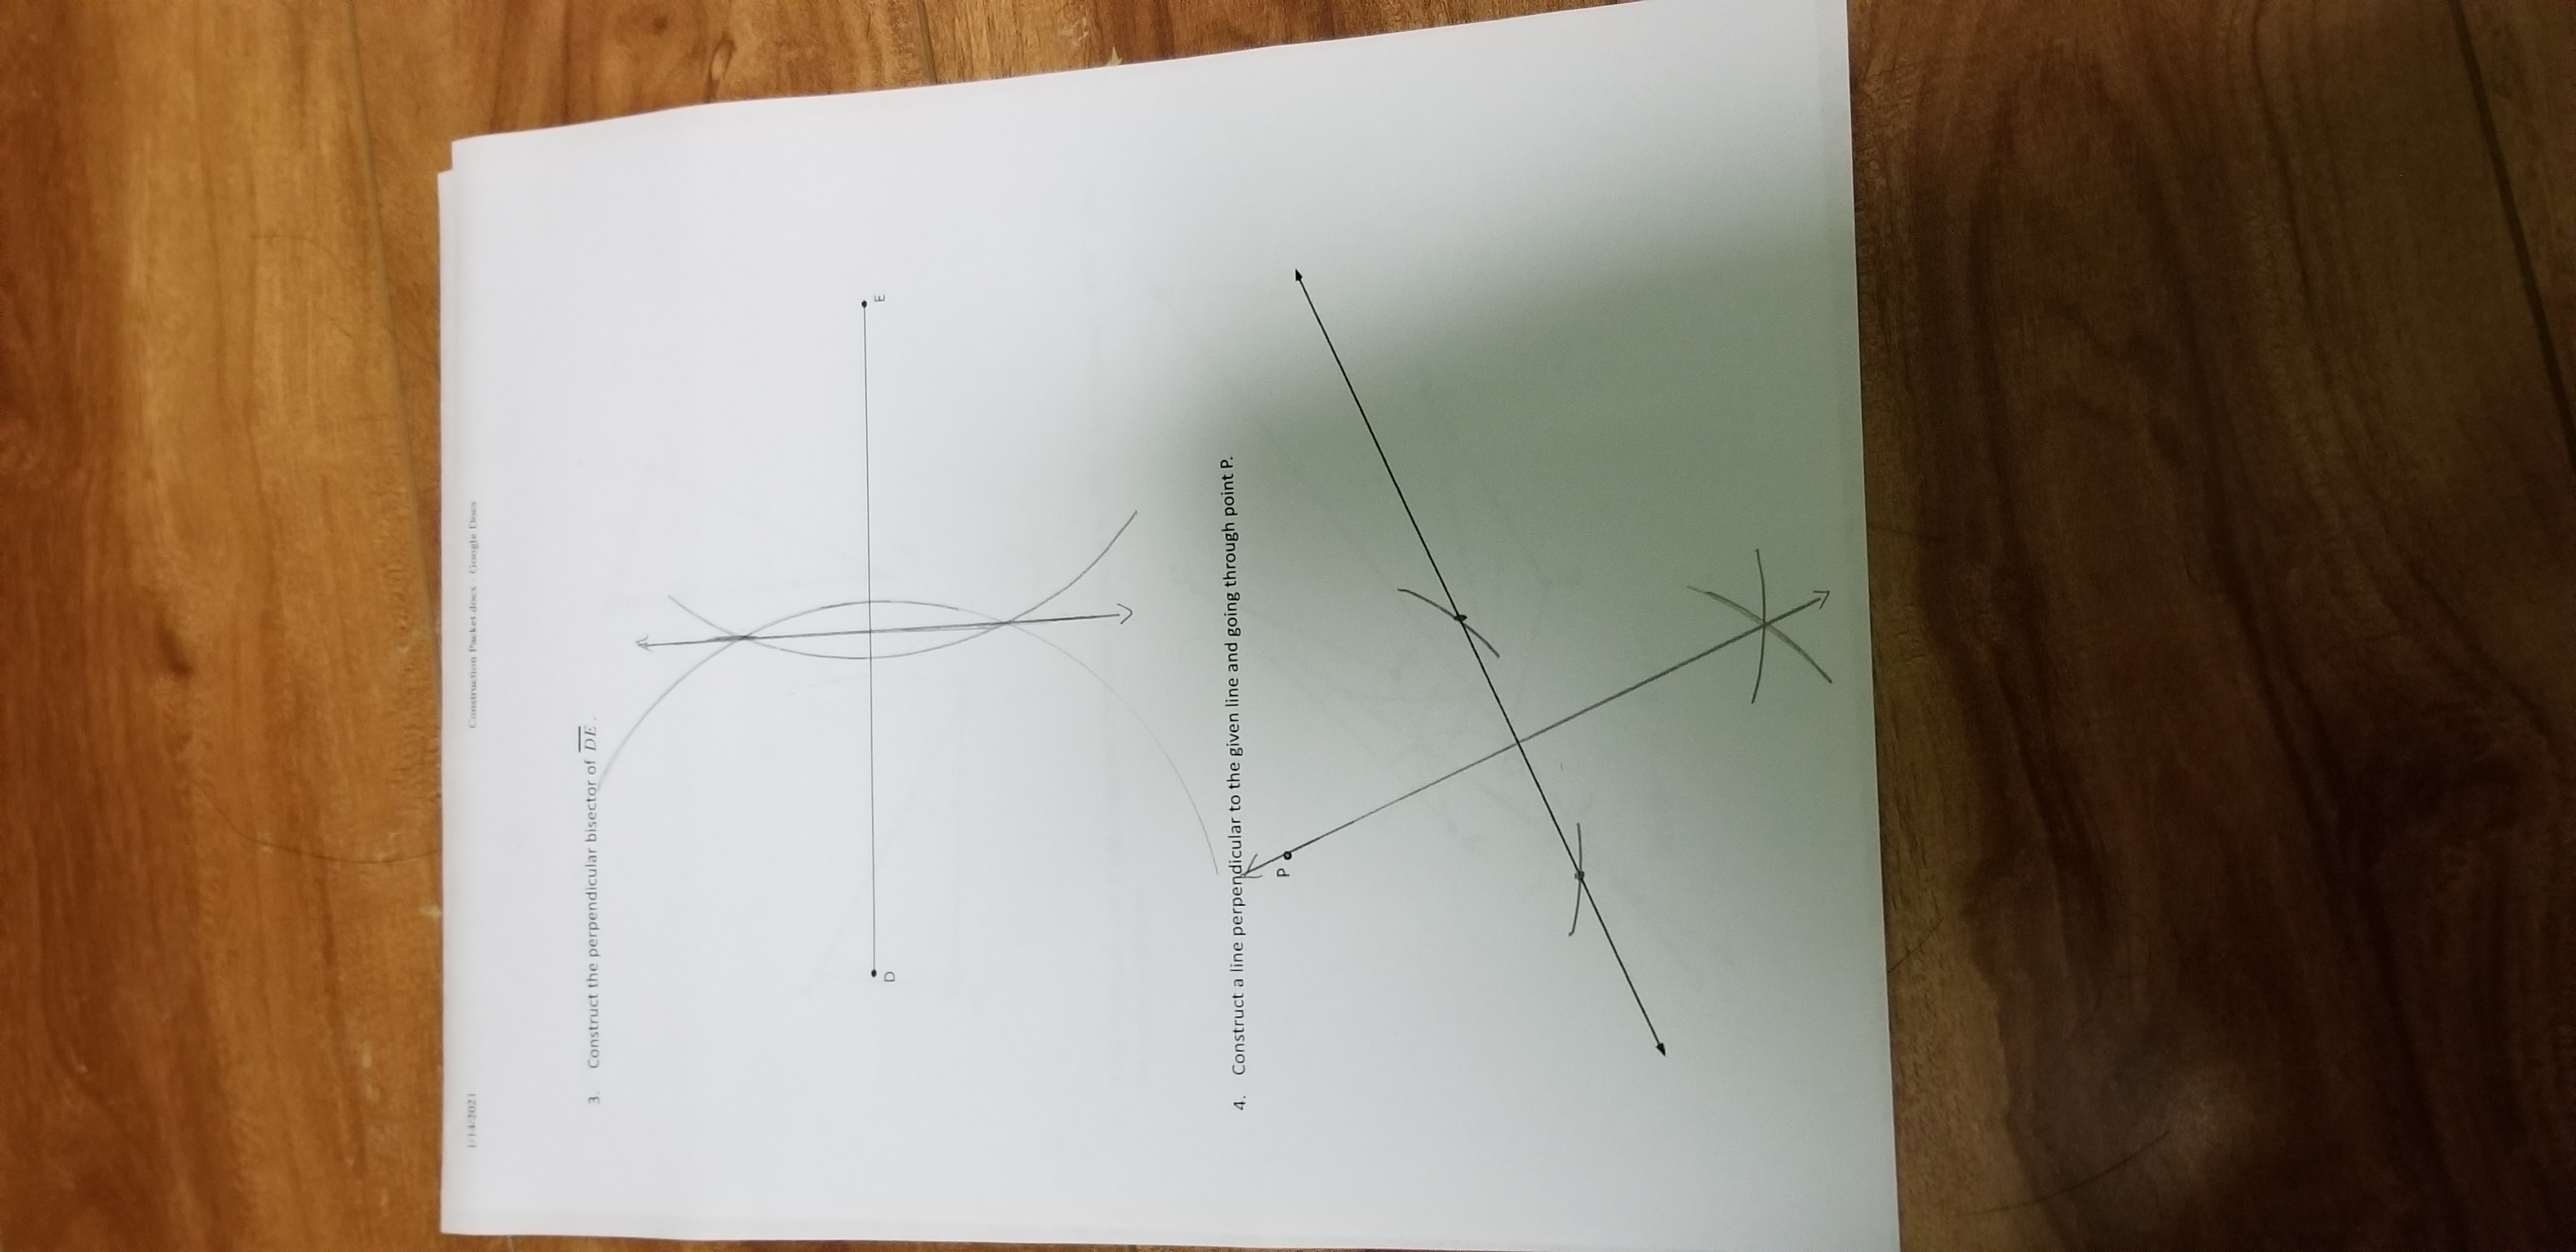 1/14/2021
Construction Packet.docx - Google Docs
3. Construct the perpendicular bisector of DE.
D
E
4. Construct a line perpendicular to the given line and going through point P.
P